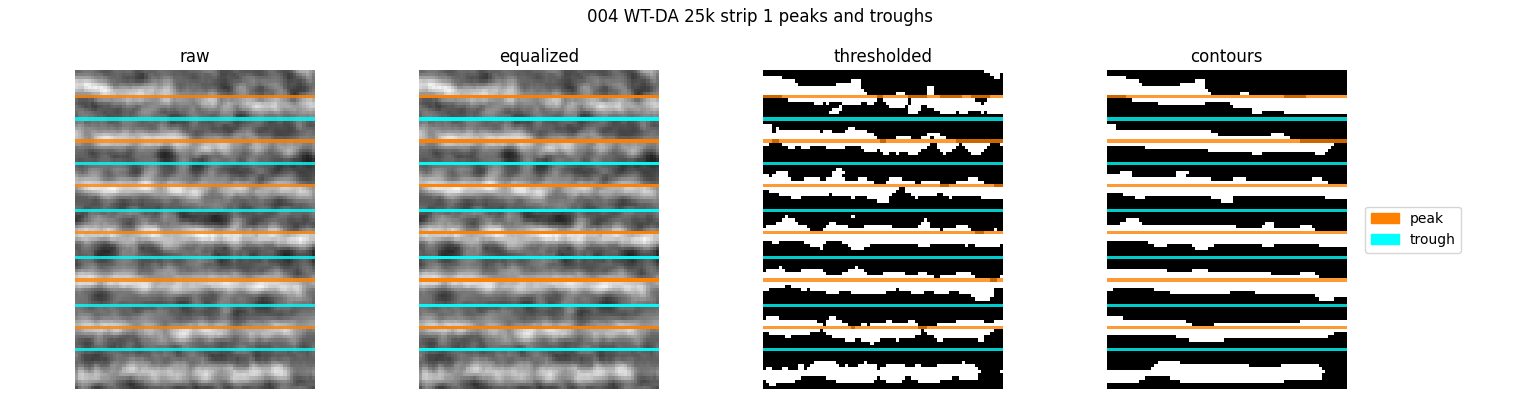 004 WT-DA 25k strip 1 peaks and troughs
raw
equalized
thresholded
contours
peak
trough